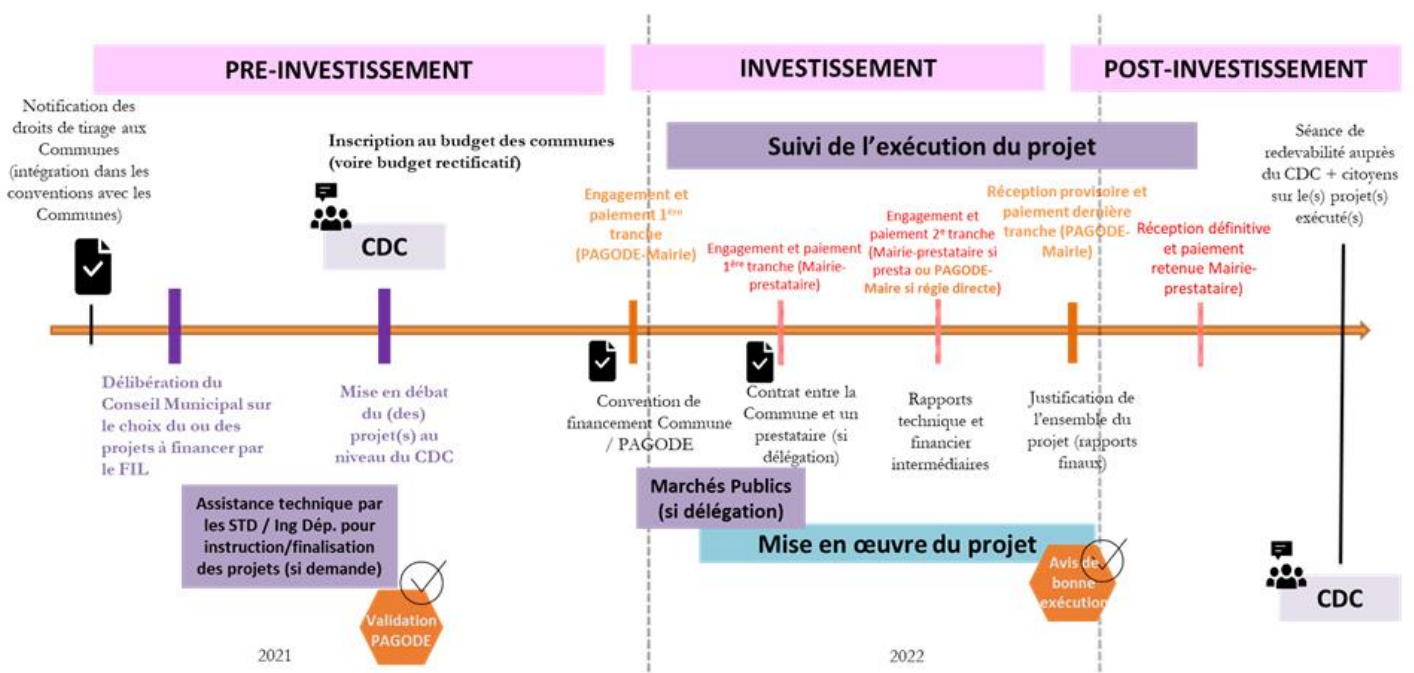 PRE-INVESTISSEMENT
INVESTISSEMENT
POST-INVESTISSEMENT
Notification des
droits de tirage aux
Communes
(intégration dans les
conventions avec les
Communes)
Inscription au budget des communes
(voire budget rectificatif)
CDC
Suivi de l'exécution du projet
Séance de
redevabilité auprès
du CDC + citoyens
sur le(s) projet(s)
exécuté(s)
Engagement et
paiement 1ère
tranche
(PAGODE-Mairie)
Engagement et paiement
1ère tranche (Mairie-
prestataire)
Engagement et
paiement 2e tranche
(Mairie-prestataire si
presta ou PAGODE-
Maire si régie directe)
Réception provisoire et
paiement dernière
tranche (PAGODE-
Mairie)
Réception définitive
et paiement
retenue Mairie-
prestataire)
Délibération du
Conseil Municipal sur
le choix du ou des
projets à financer par
le FIL
Mise en débat
du (des)
projet(s) au
niveau du CDC
Convention de
financement Commune
/ PAGODE
Contrat entre la
Commune et un
prestataire (si
délégation)
Rapports
technique et
financier
intermédiaires
Justification de
l'ensemble du
projet (rapports
finaux)
Assistance technique par
les STD / Ing Dép. pour
instruction/finalisation
des projets (si demande)
Validation
PAGODE
Marchés Publics
(si délégation)
Mise en œuvre du projet
Avis de
bonne
exécution
CDC
2021
2022